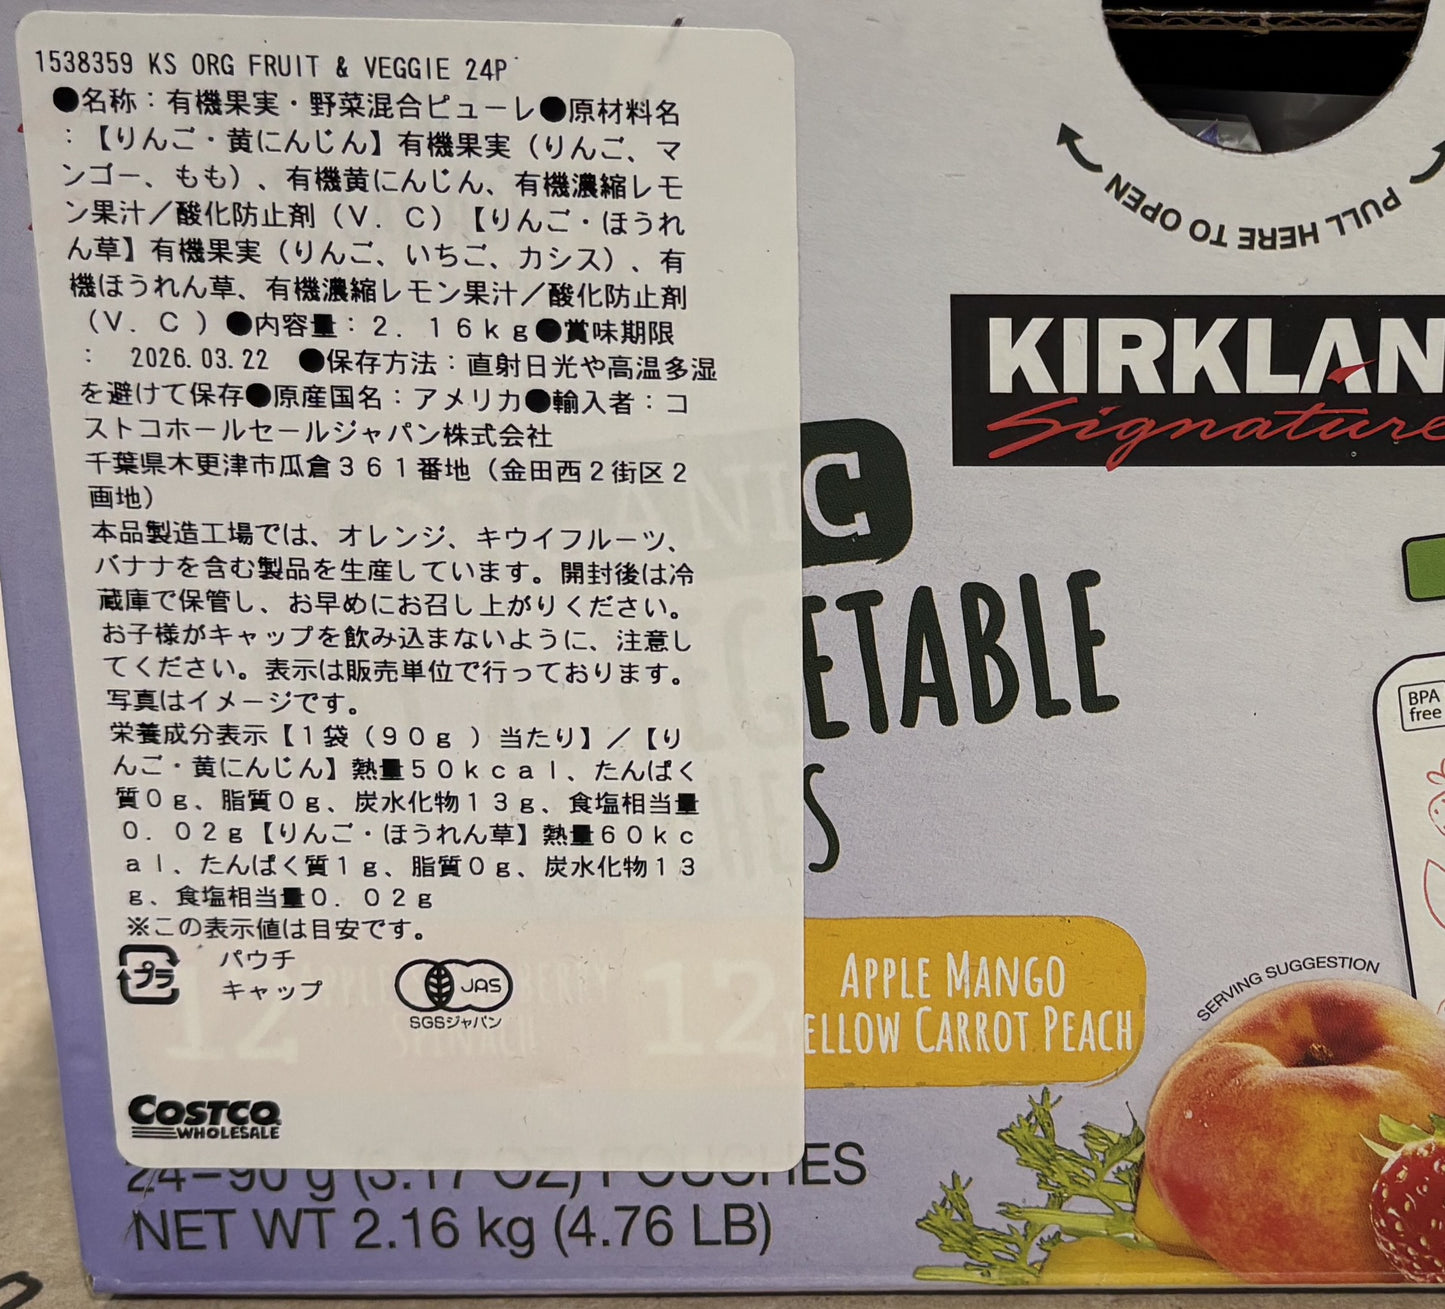 1538359 KS ORG FRUIT & VEGGIE 24P
●名称：有機果実・野菜混合ピューレ●原材料名
：【りんご・黄にんじん】有機果実（りんご、マ
ンゴー、もも）、有機黄にんじん、有機濃縮レモ
ン果汁／酸化防止剤（V．C）【りんご・ほうれ
ん草】有機果実（りんご、いちご、カシス）、有
機ほうれん草、有機濃縮レモン果汁／酸化防止剤
（V．C）●内容量：2．16kg●賞味期限
： 2026.03.22 ●保存方法：直射日光や高温多湿
を避けて保存●原産国名：アメリカ●輸入者：コ
ストコホールセールジャパン株式会社
千葉県木更津市瓜倉361番地（金田西2街区2
画地）
本品製造工場では、オレンジ、キウイフルーツ、
バナナを含む製品を生産しています。開封後は冷
蔵庫で保管し、お早めにお召し上がりください。
お子様がキャップを飲み込まないように、注意し
てください。表示は販売単位で行っております。
写真はイメージです。
栄養成分表示【1袋（90g）当たり】／【り
んご・黄にんじん】熱量50kcal、たんぱく
質0g、脂質0g、炭水化物13g、食塩相当量
0．02g【りんご・ほうれん草】熱量60kc
al、たんぱく質1g、脂質0g、炭水化物13
g、食塩相当量0．02g
※この表示値は目安です。
プラ
パウチ
キャップ
JAS
SGSジャパン
COSTCO
WHOLESALE
PULL HERE TO OPEN
KIRKLAN
Signature
C
ETABLE
S
BPA
free
12
12
APPLE MANGO
ELLOW CARROT PEACH
SERVING SUGGESTION
24–90 g (3.17 OZ) POUCHES
NET WT 2.16 kg (4.76 LB)